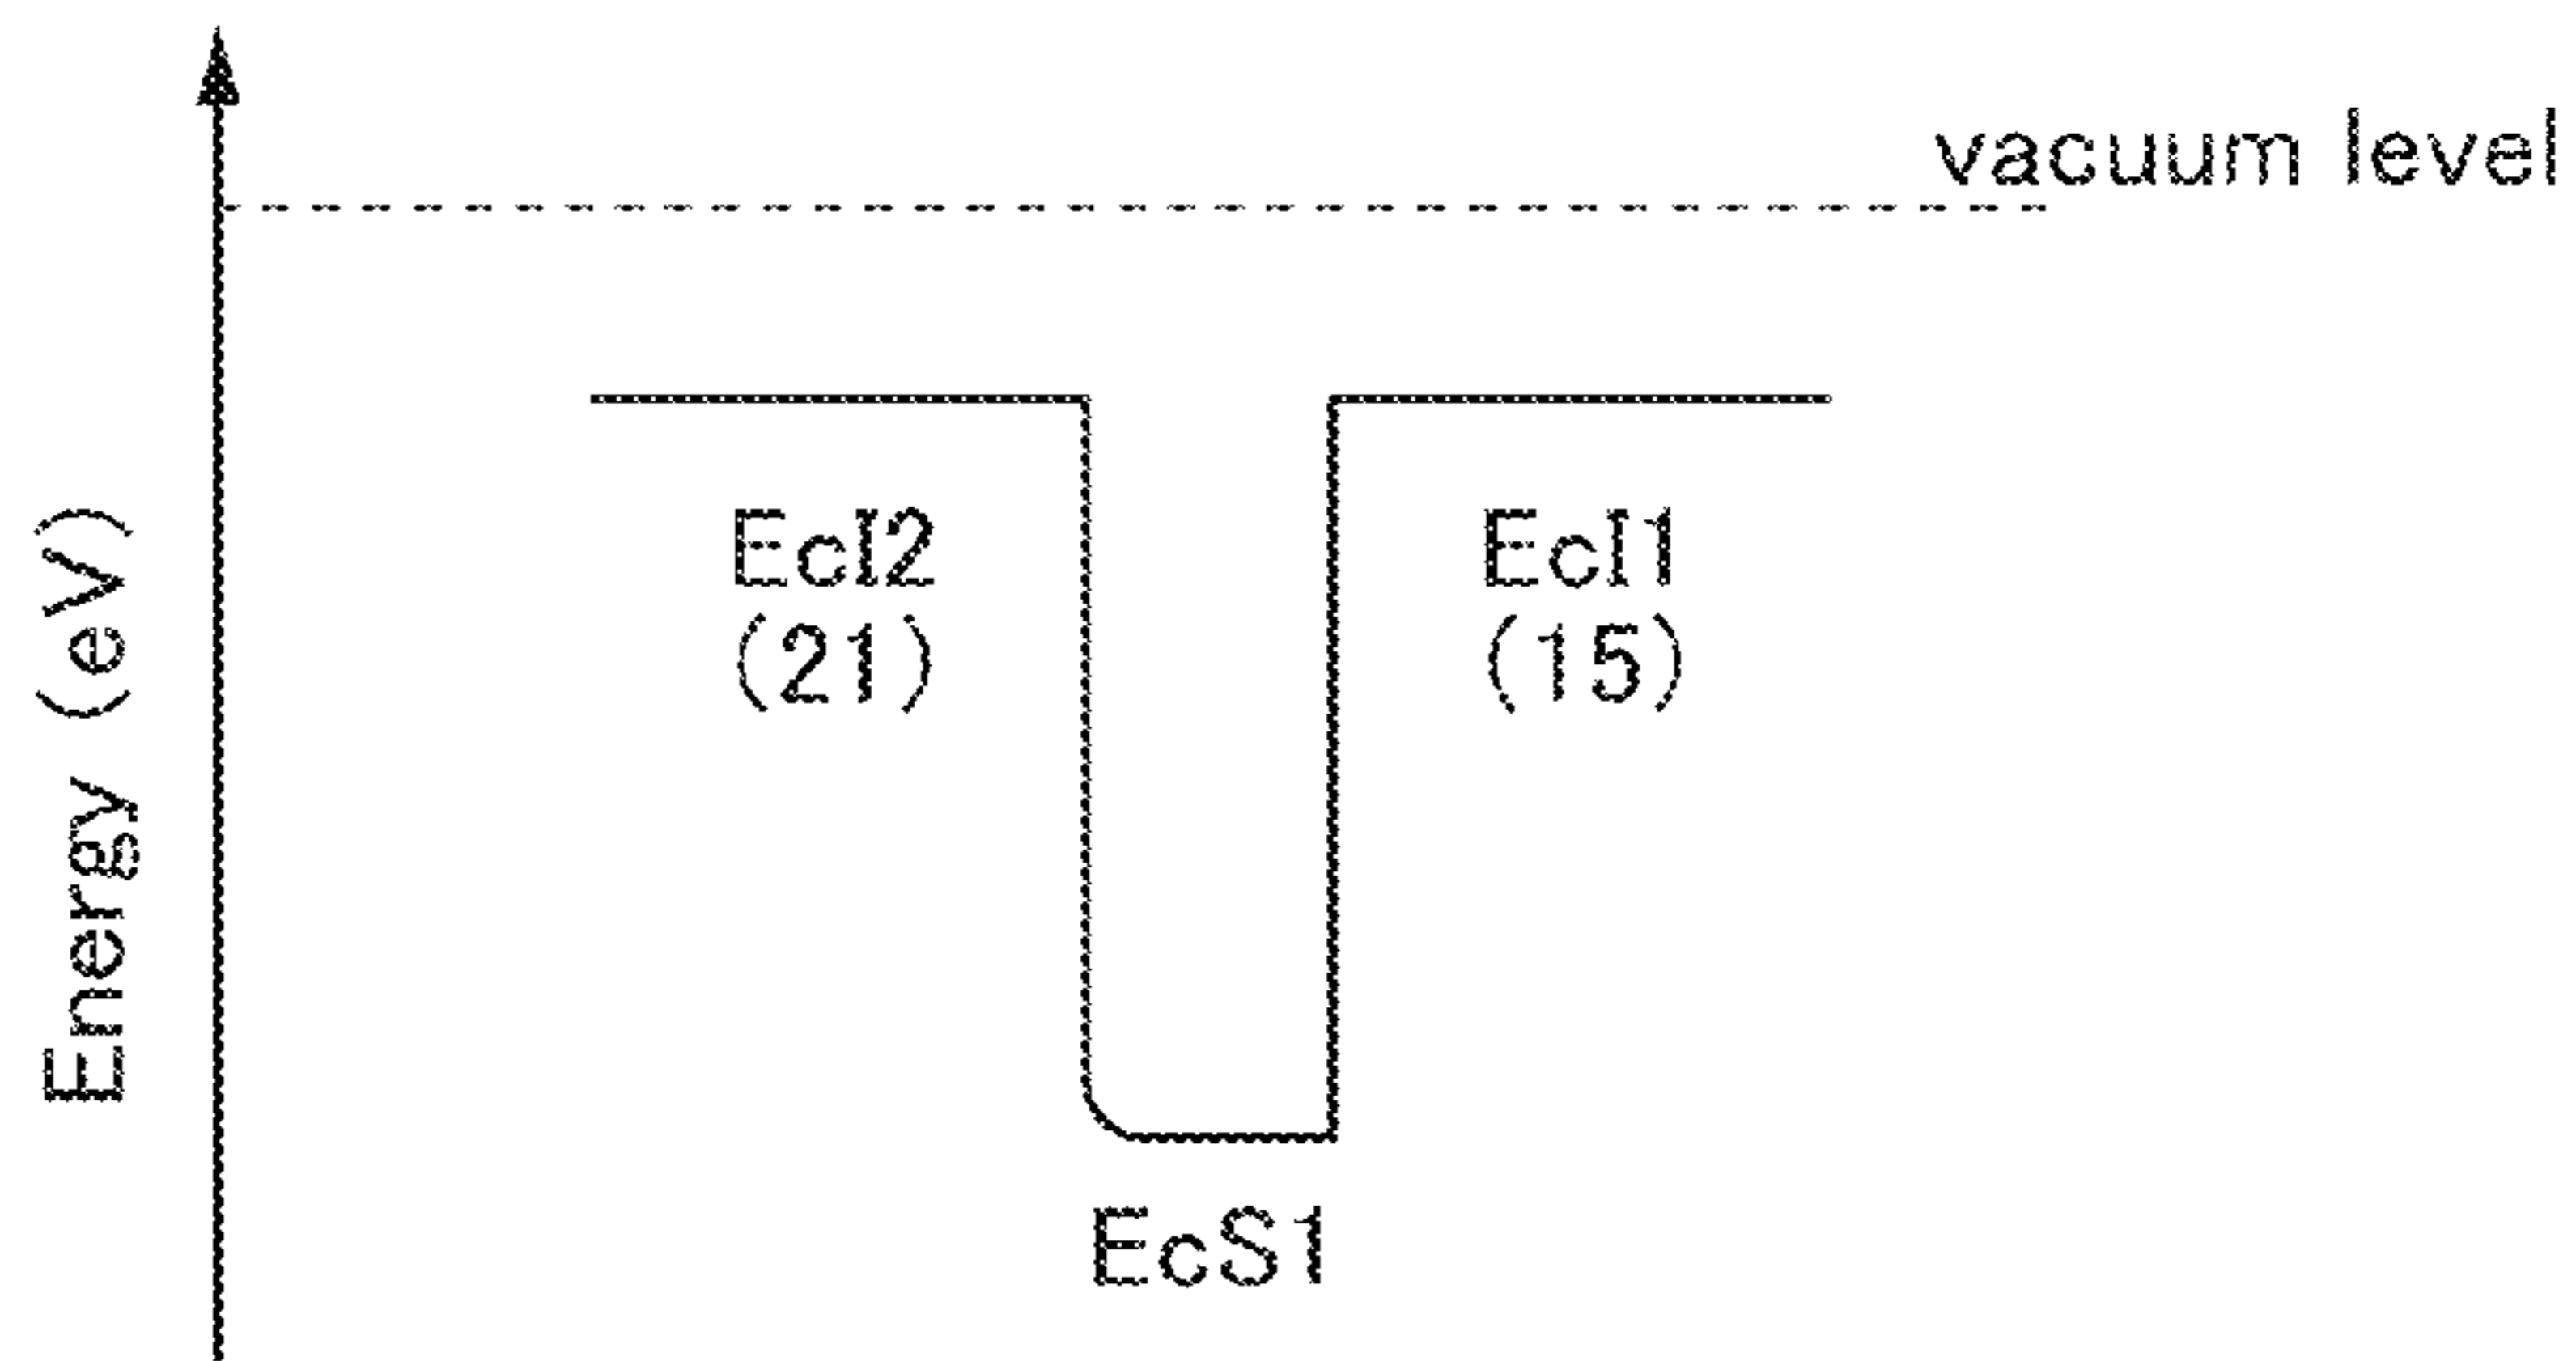 vacuum level
Energy (eV)
EcI2
(21)
EcI1
(15)
EcS1